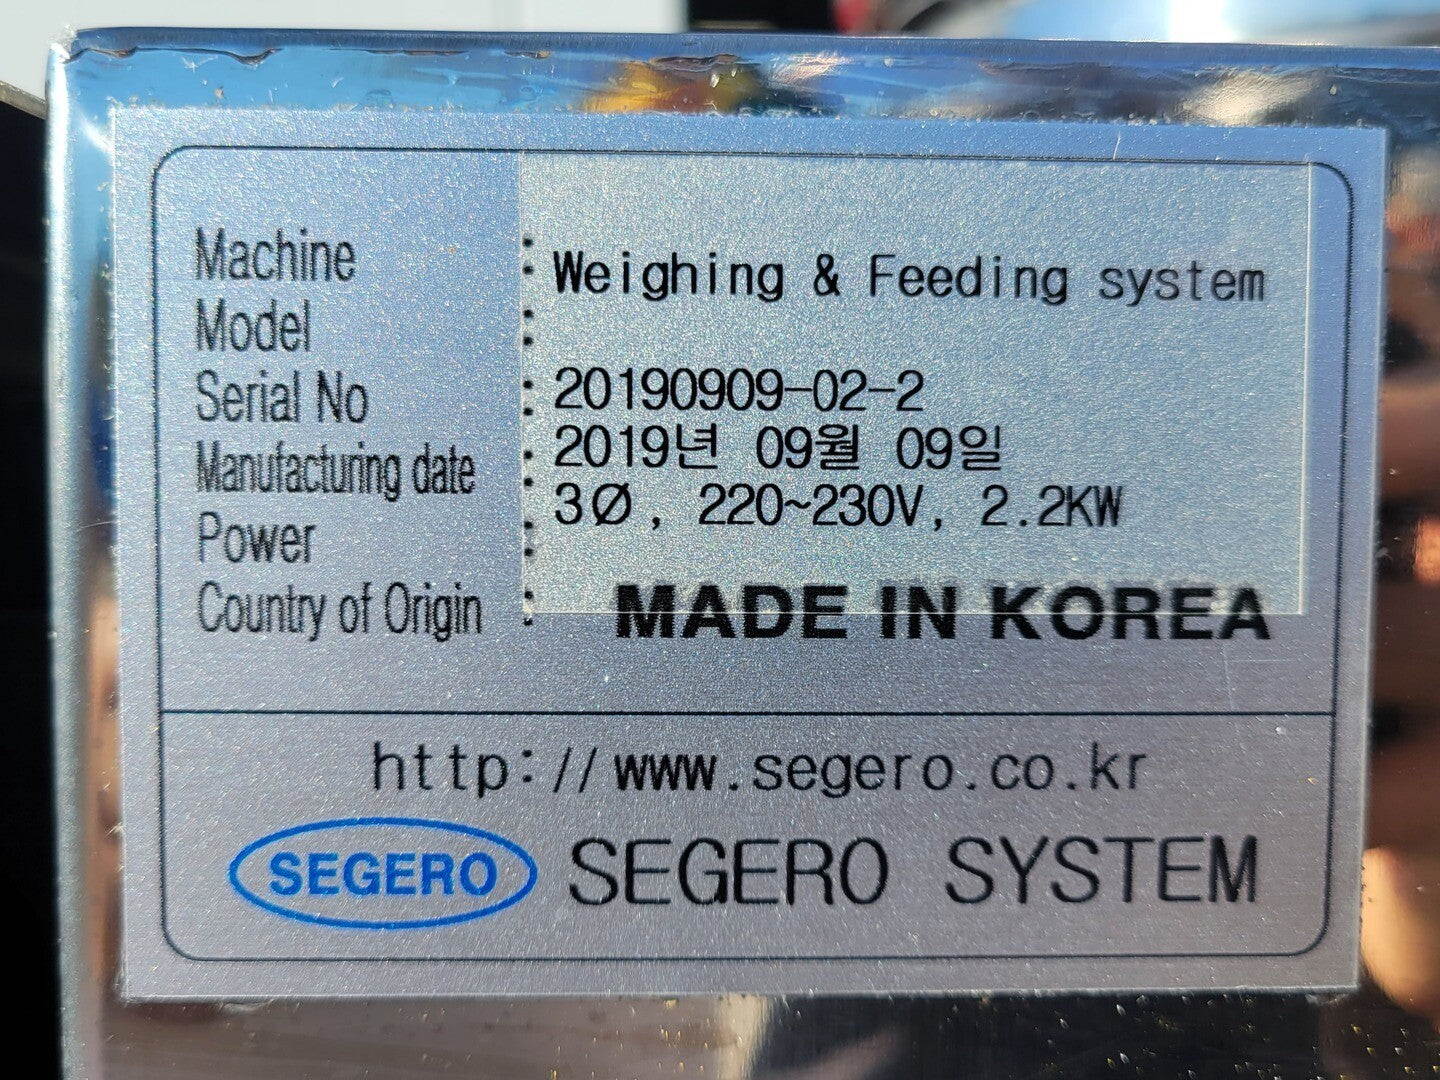 Machine : Weighing & Feeding system
Model :
Serial No : 20190909-02-2
Manufacturing date : 2019년 09월 09일
Power : 3Ø, 220~230V, 2.2KW
Country of Origin : MADE IN KOREA
http://www.segero.co.kr
SEGERO SEGERO SYSTEM